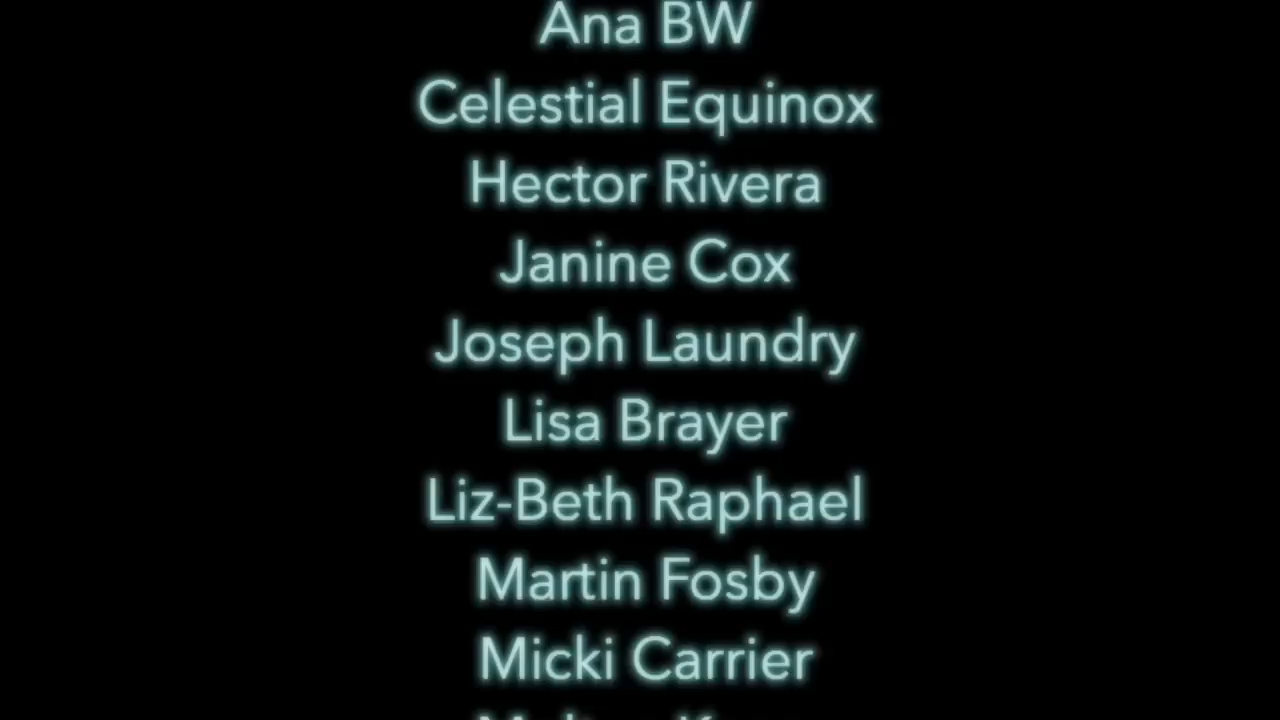 Ana BW
Celestial Equinox
Hector Rivera
Janine Cox
Joseph Laundry
Lisa Brayer
Liz-Beth Raphael
Martin Fosby
Micki Carrier